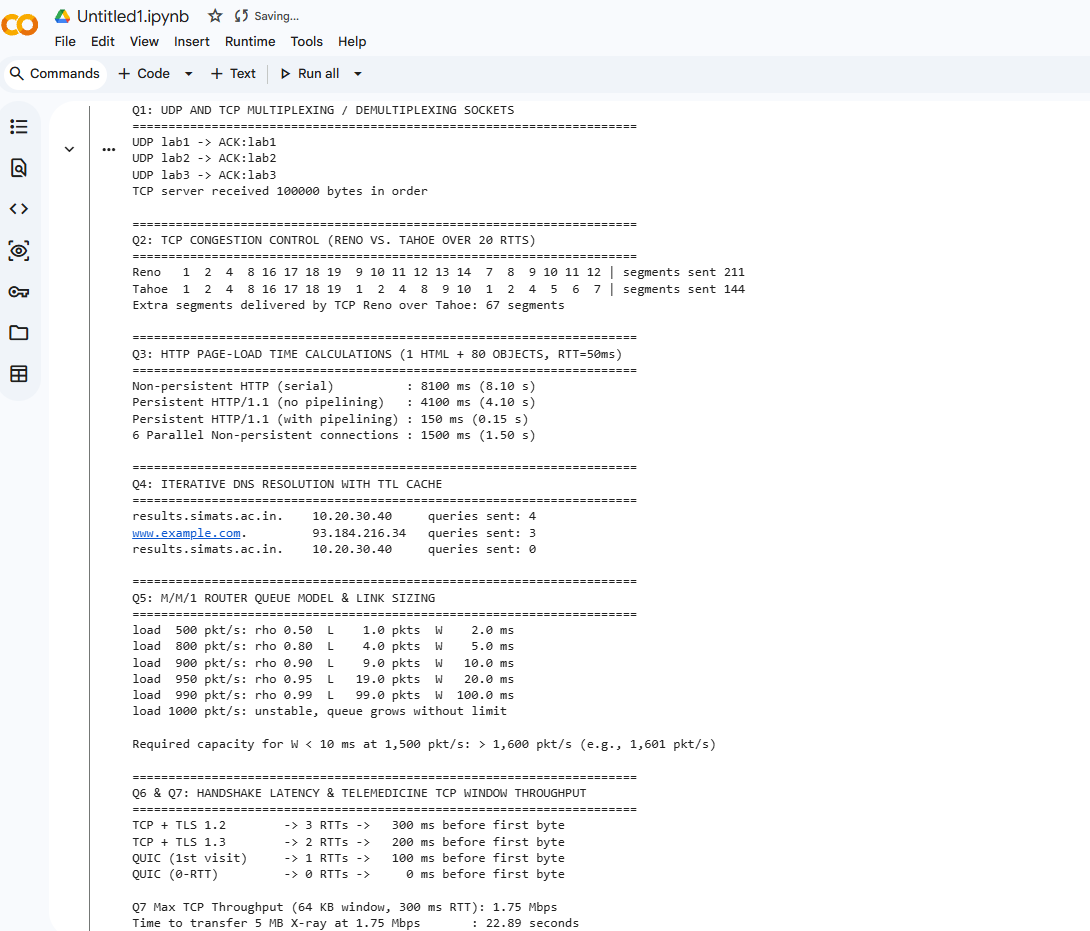 Untitled1.ipynb Saving...
File Edit View Insert Runtime Tools Help
Commands + Code + Text Run all
Q1: UDP AND TCP MULTIPLEXING / DEMULTIPLEXING SOCKETS
======================================================================
UDP lab1 -> ACK:lab1
UDP lab2 -> ACK:lab2
UDP lab3 -> ACK:lab3
TCP server received 100000 bytes in order
======================================================================
Q2: TCP CONGESTION CONTROL (RENO VS. TAHOE OVER 20 RTTS)
======================================================================
Reno   1  2  4  8 16 17 18 19  9 10 11 12 13 14  7  8  9 10 11 12 | segments sent 211
Tahoe  1  2  4  8 16 17 18 19  1  2  4  8  9 10  1  2  4  5  6  7 | segments sent 144
Extra segments delivered by TCP Reno over Tahoe: 67 segments
======================================================================
Q3: HTTP PAGE-LOAD TIME CALCULATIONS (1 HTML + 80 OBJECTS, RTT=50ms)
======================================================================
Non-persistent HTTP (serial)          : 8100 ms (8.10 s)
Persistent HTTP/1.1 (no pipelining)   : 4100 ms (4.10 s)
Persistent HTTP/1.1 (with pipelining) : 150 ms (0.15 s)
6 Parallel Non-persistent connections : 1500 ms (1.50 s)
======================================================================
Q4: ITERATIVE DNS RESOLUTION WITH TTL CACHE
======================================================================
results.simats.ac.in.    10.20.30.40     queries sent: 4
www.example.com.         93.184.216.34   queries sent: 3
results.simats.ac.in.    10.20.30.40     queries sent: 0
======================================================================
Q5: M/M/1 ROUTER QUEUE MODEL & LINK SIZING
======================================================================
load  500 pkt/s: rho 0.50  L    1.0 pkts  W    2.0 ms
load  800 pkt/s: rho 0.80  L    4.0 pkts  W    5.0 ms
load  900 pkt/s: rho 0.90  L    9.0 pkts  W   10.0 ms
load  950 pkt/s: rho 0.95  L   19.0 pkts  W   20.0 ms
load  990 pkt/s: rho 0.99  L   99.0 pkts  W  100.0 ms
load 1000 pkt/s: unstable, queue grows without limit
Required capacity for W < 10 ms at 1,500 pkt/s: > 1,600 pkt/s (e.g., 1,601 pkt/s)
======================================================================
Q6 & Q7: HANDSHAKE LATENCY & TELEMEDICINE TCP WINDOW THROUGHPUT
======================================================================
TCP + TLS 1.2        -> 3 RTTs ->   300 ms before first byte
TCP + TLS 1.3        -> 2 RTTs ->   200 ms before first byte
QUIC (1st visit)     -> 1 RTTs ->   100 ms before first byte
QUIC (0-RTT)         -> 0 RTTs ->     0 ms before first byte
Q7 Max TCP Throughput (64 KB window, 300 ms RTT): 1.75 Mbps
Time to transfer 5 MB X-ray at 1.75 Mbps       : 22.89 seconds